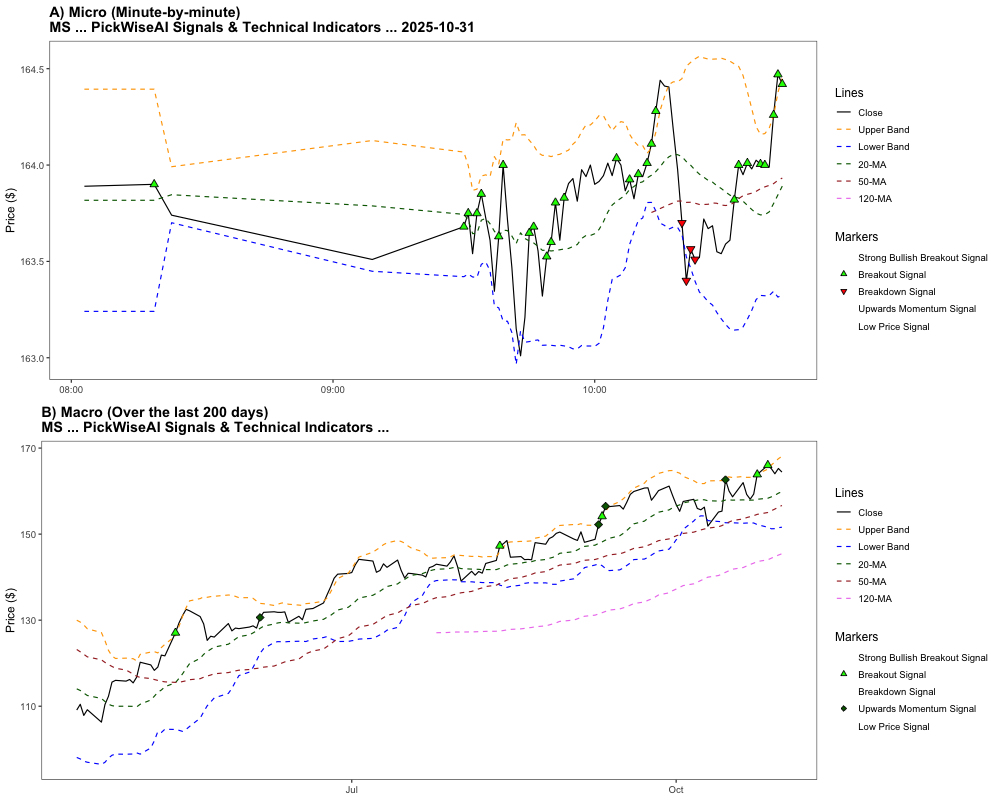 A) Micro (Minute-by-minute)
MS ... PickWiseAI Signals & Technical Indicators ... 2025-10-31
Price ($)
164.5
164.0
163.5
163.0
08:00
09:00
10:00
Lines
Close
Upper Band
Lower Band
20-MA
50-MA
120-MA
Markers
Strong Bullish Breakout Signal
Breakout Signal
Breakdown Signal
Upwards Momentum Signal
Low Price Signal
B) Macro (Over the last 200 days)
MS ... PickWiseAI Signals & Technical Indicators ...
Price ($)
170
150
130
110
Jul
Oct
Lines
Close
Upper Band
Lower Band
20-MA
50-MA
120-MA
Markers
Strong Bullish Breakout Signal
Breakout Signal
Breakdown Signal
Upwards Momentum Signal
Low Price Signal